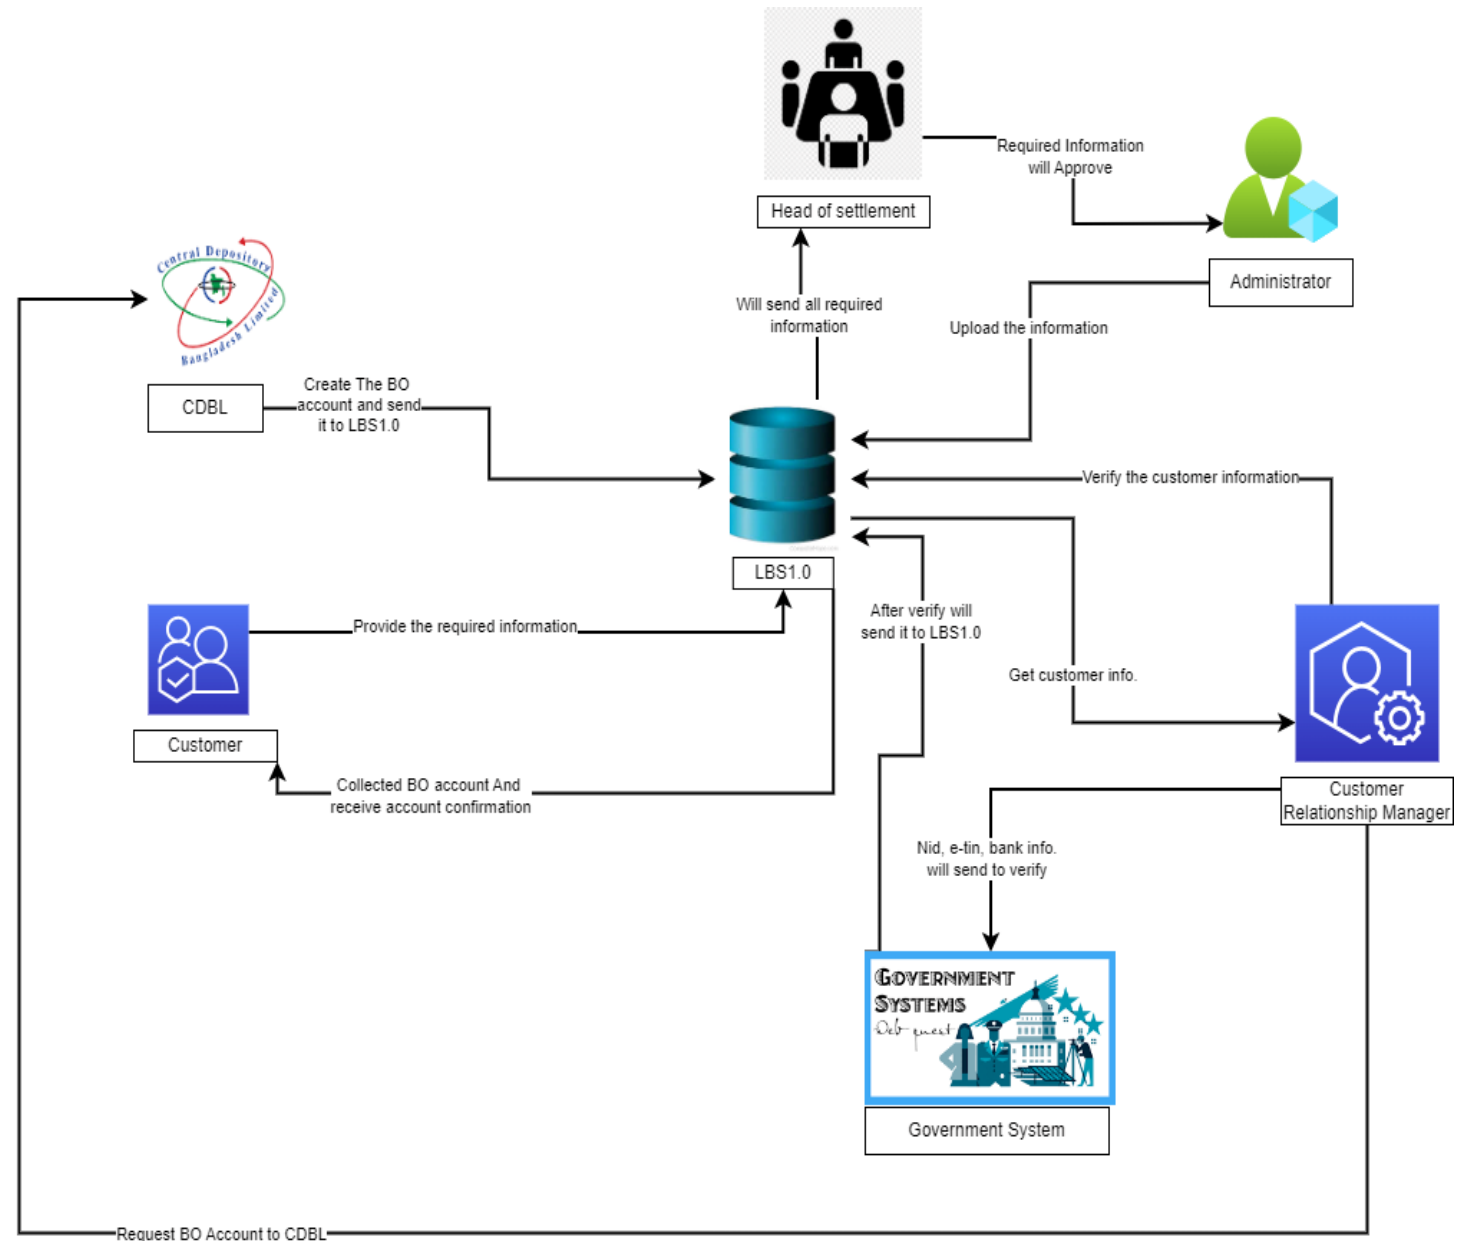 Required Information
will Approve
Head of settlement
Central Depository
Bangladesh Limited
Administrator
Will send all required
information
Upload the information
CDBL
Create The BO
account and send
it to LBS1.0
Verify the customer information
LBS1.0
After verify will
send it to LBS1.0
Provide the required information
Get customer info.
Customer
Collected BO account And
receive account confirmation
Customer
Relationship Manager
Nid, e-tin, bank info.
will send to verify
GOVERNMENT
SYSTEMS
Web quest
Government System
Request BO Account to CDBL